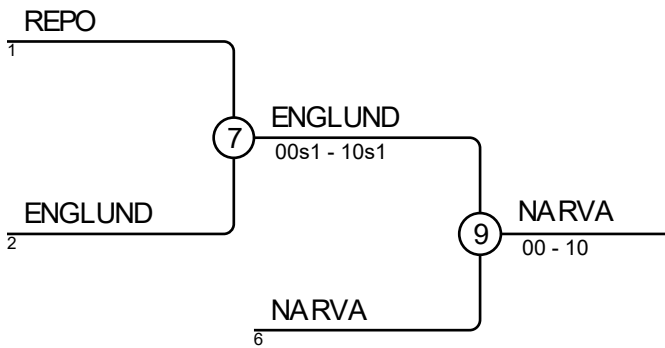 REPO
1
7
ENGLUND
00s1 - 10s1
ENGLUND
2
9
NARVA
00 - 10
NARVA
6